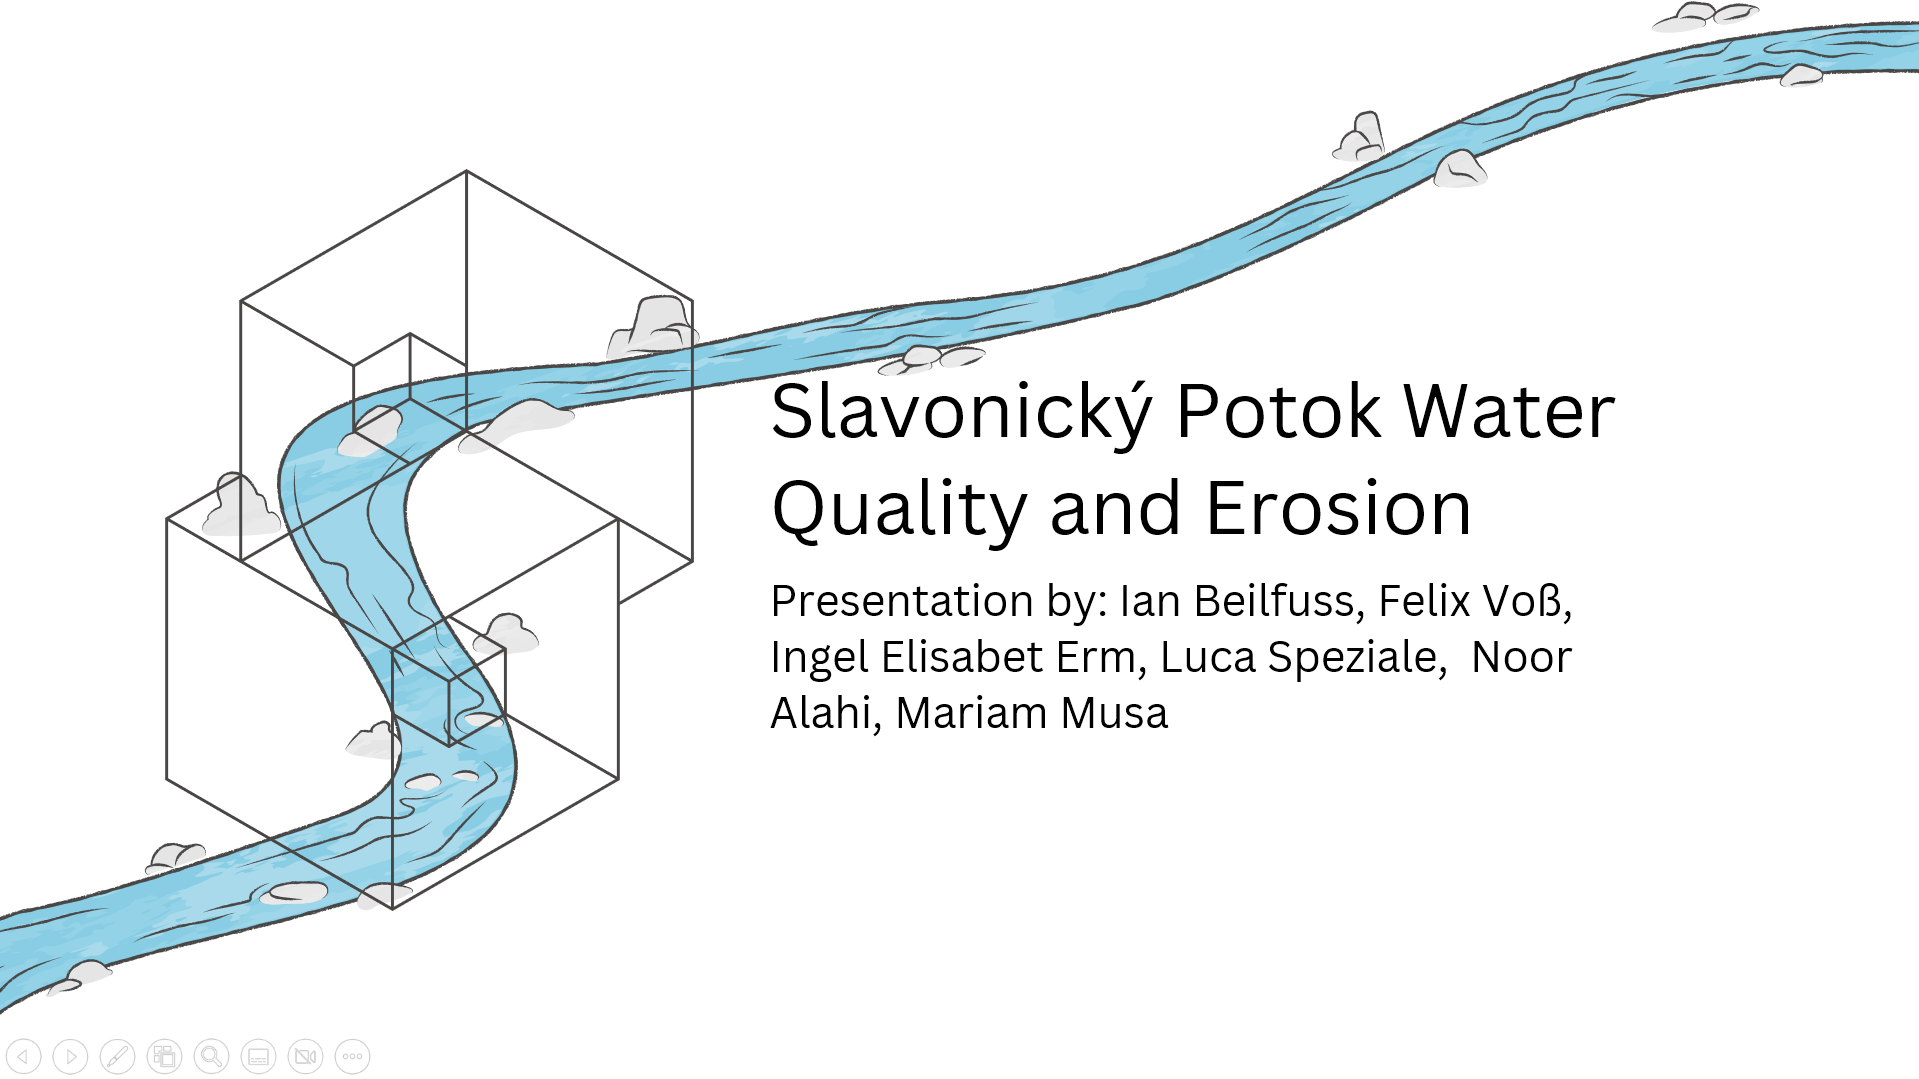 Slavonický Potok Water
Quality and Erosion
Presentation by: Ian Beilfuss, Felix Voß,
Ingel Elisabet Erm, Luca Speziale,  Noor
Alahi, Mariam Musa